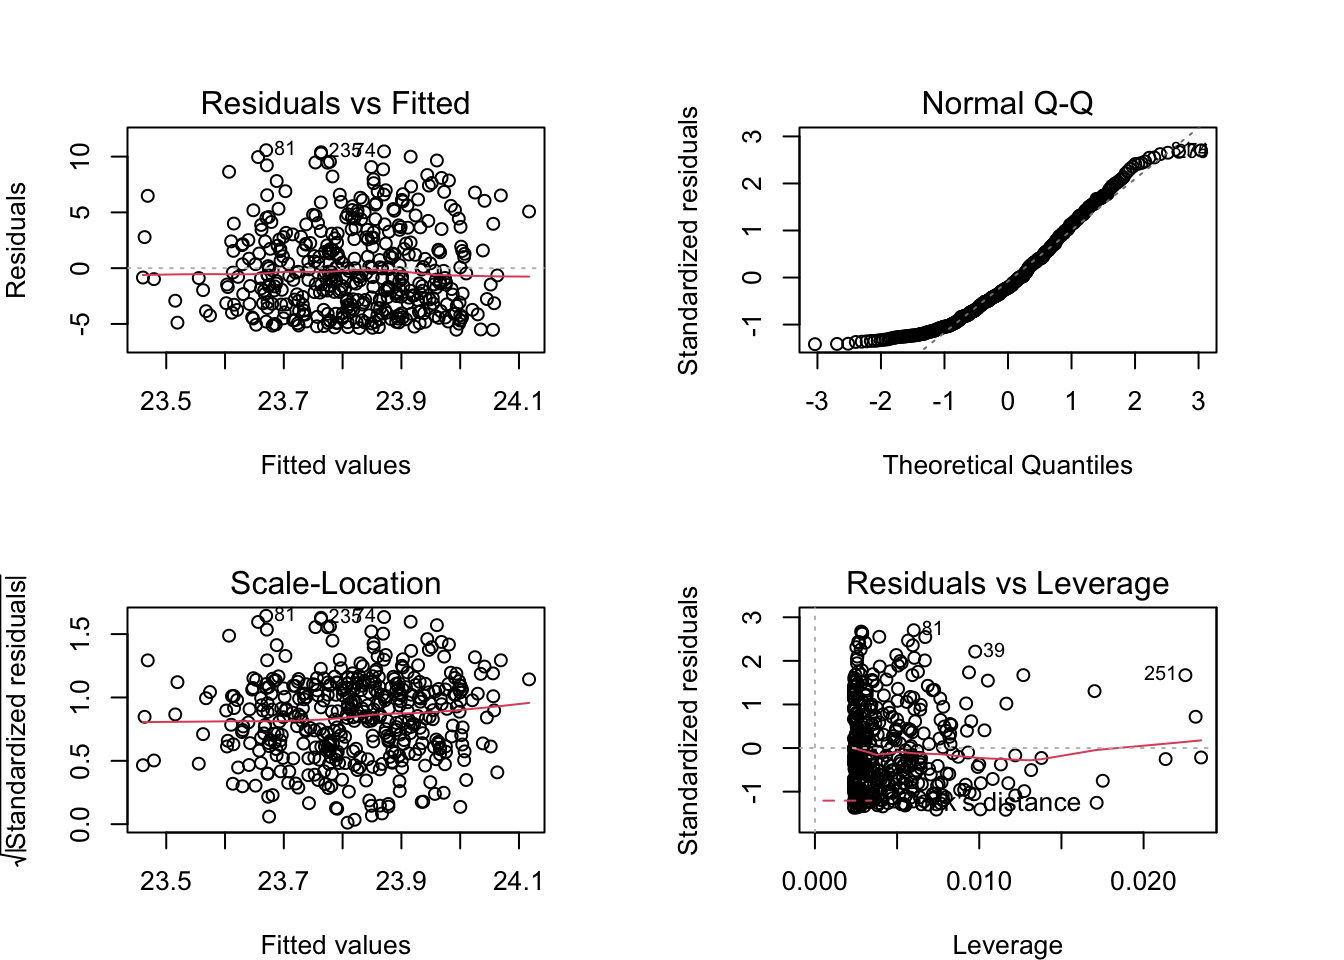 Residuals vs Fitted
Residuals
10
5
0
-5
81
235
74
23.5 23.7 23.9 24.1
Fitted values
Normal Q-Q
Standardized residuals
3
2
1
0
-1
-3 -2 -1 0 1 2 3
Theoretical Quantiles
Scale-Location
√|Standardized residuals|
1.5
1.0
0.5
0.0
81
235
74
23.5 23.7 23.9 24.1
Fitted values
Residuals vs Leverage
Standardized residuals
3
2
1
0
-1
81
39
251
distance
0.000 0.010 0.020
Leverage